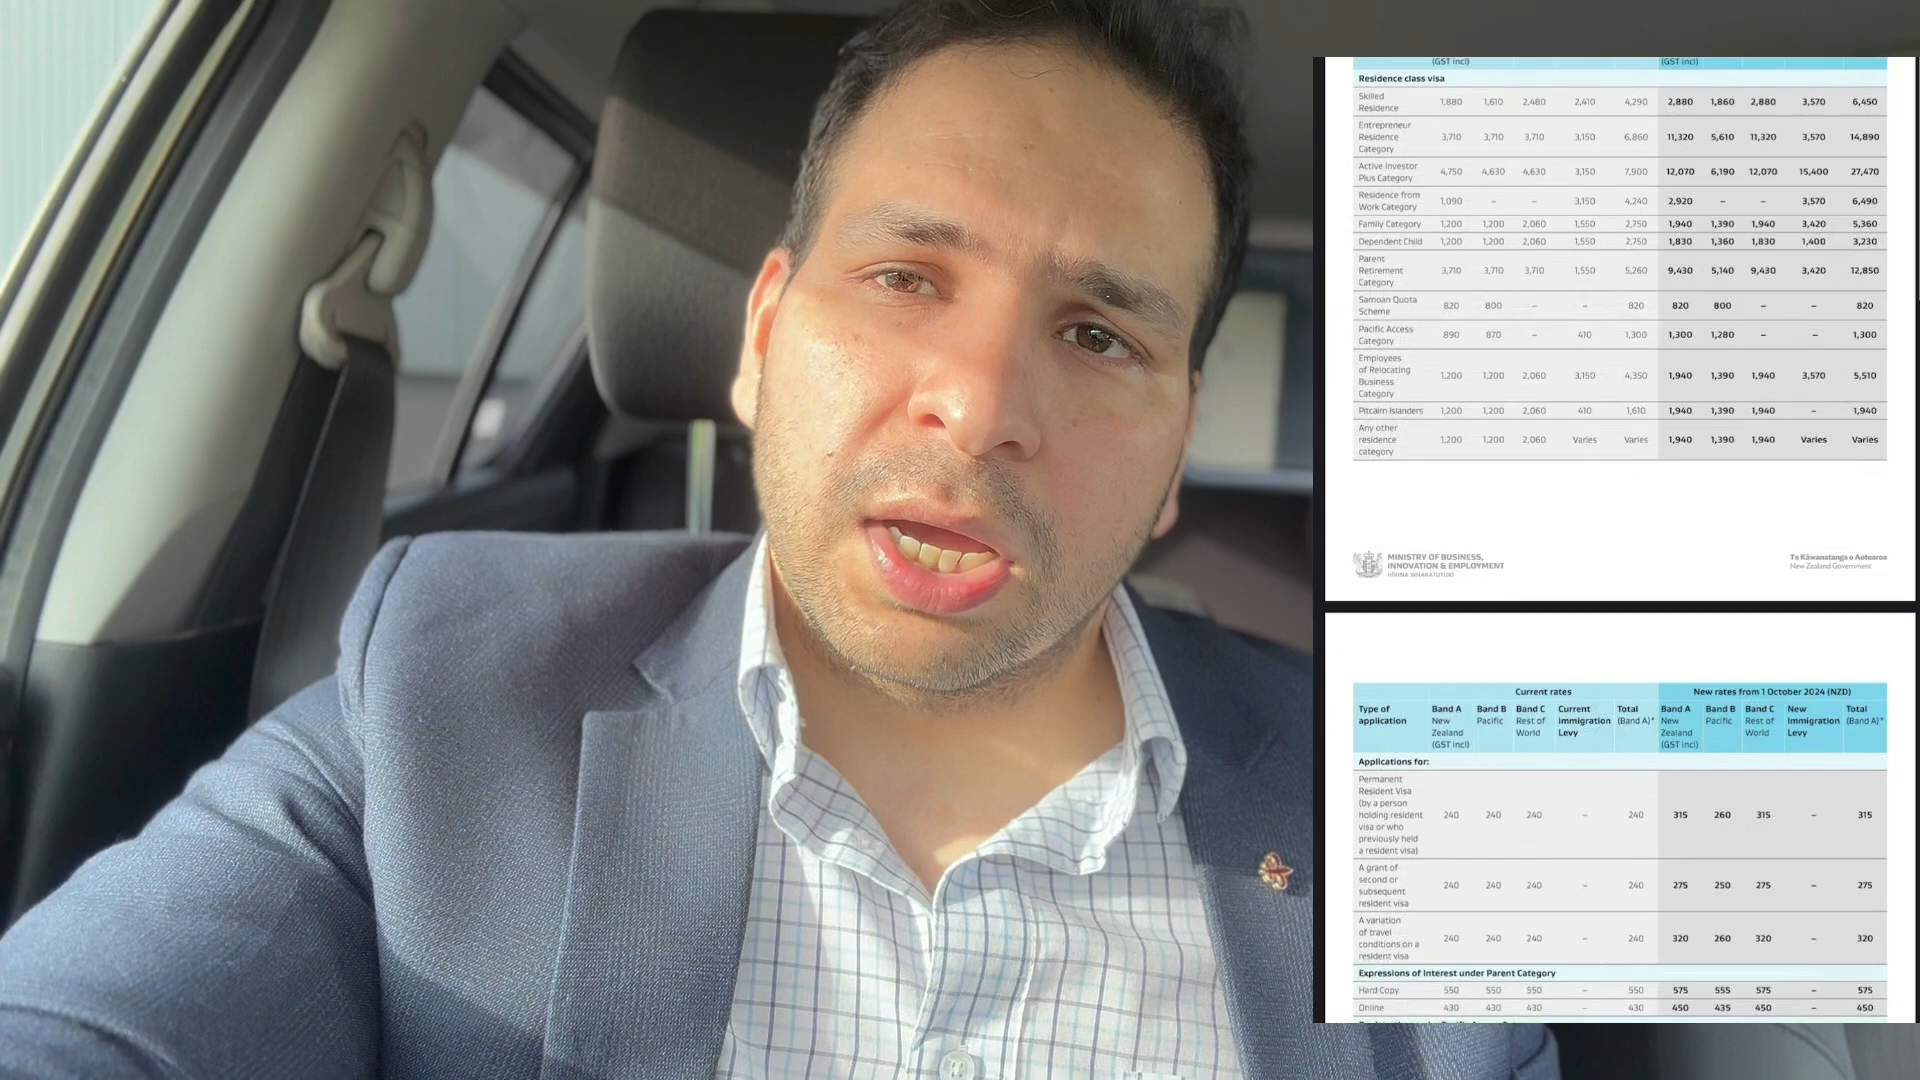 (GST incl) (GST incl)
Residence class visa
Skilled
Residence 1,880 1,610 2,480 2,410 4,290 2,880 1,860 2,880 3,570 6,450
Entrepreneur
Residence 3,710 3,710 3,710 3,150 6,860 11,320 5,610 11,320 3,570 14,890
Category
Active Investor
Plus Category 4,750 4,630 4,630 3,150 7,900 12,070 6,190 12,070 15,400 27,470
Residence from
Work Category 1,090 – – 3,150 4,240 2,920 – – 3,570 6,490
Family Category 1,200 1,200 2,060 1,550 2,750 1,940 1,390 1,940 3,420 5,360
Dependent Child 1,200 1,200 2,060 1,550 2,750 1,830 1,360 1,830 1,400 3,230
Parent
Retirement 3,710 3,710 3,710 1,550 5,260 9,430 5,140 9,430 3,420 12,850
Category
Samoan Quota
Scheme 820 800 – – 820 820 800 – – 820
Pacific Access
Category 890 870 – 410 1,300 1,300 1,280 – – 1,300
Employees
of Relocating
Business 1,200 1,200 2,060 3,150 4,350 1,940 1,390 1,940 3,570 5,510
Category
Pitcairn Islanders 1,200 1,200 2,060 410 1,610 1,940 1,390 1,940 – 1,940
Any other
residence 1,200 1,200 2,060 Varies Varies 1,940 1,390 1,940 Varies Varies
category
MINISTRY OF BUSINESS,
INNOVATION & EMPLOYMENT
HĪKINA WHAKATUTUKI
Te Kāwanatanga o Aotearoa
New Zealand Government
Current rates New rates from 1 October 2024 (NZD)
Type of Band A Band B Band C Current Total Band A Band B Band C New Total
application New Pacific Rest of Immigration (Band A)* New Pacific Rest of Immigration (Band A)*
Zealand World Levy Zealand World Levy
(GST incl) (GST incl)
Applications for:
Permanent
Resident Visa
(by a person
holding resident 240 240 240 – 240 315 260 315 – 315
visa or who
previously held
a resident visa)
A grant of
second or
subsequent 240 240 240 – 240 275 250 275 – 275
resident visa
A variation
of travel
conditions on a 240 240 240 – 240 320 260 320 – 320
resident visa
Expressions of Interest under Parent Category
Hard Copy 550 550 550 – 550 575 555 575 – 575
Online 430 430 430 – 430 450 435 450 – 450